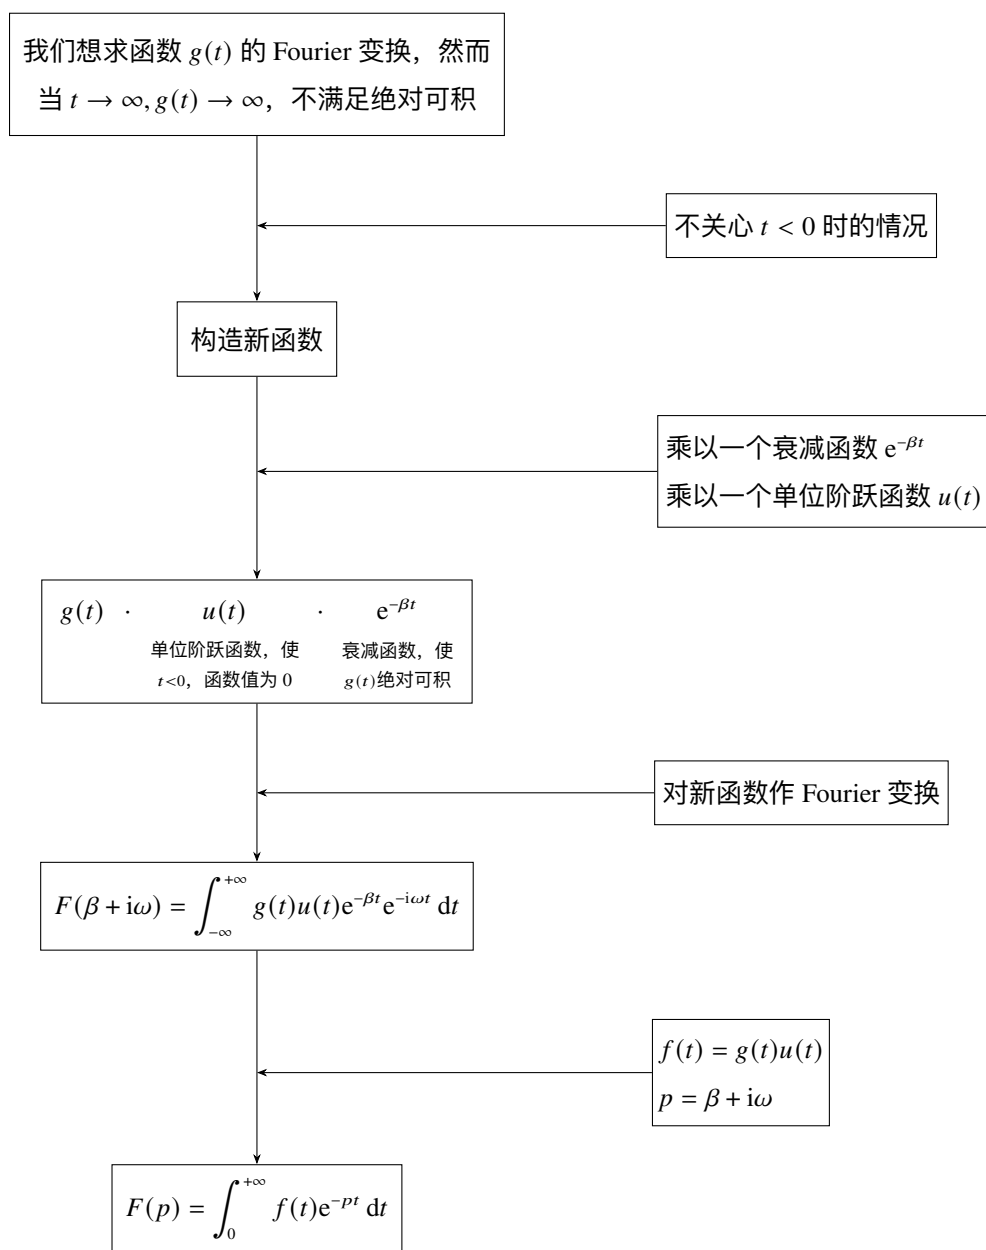 我们想求函数 g(t) 的 Fourier 变换，然而
当 t → ∞, g(t) → ∞，不满足绝对可积
不关心 t < 0 时的情况
构造新函数
乘以一个衰减函数 e^{-βt}
乘以一个单位阶跃函数 u(t)
g(t) · u(t) · e^{-βt}
单位阶跃函数，使 衰减函数，使
t<0，函数值为 0 g(t)绝对可积
对新函数作 Fourier 变换
F(β + iω) = ∫_{-∞}^{+∞} g(t)u(t)e^{-βt}e^{-iωt} dt
f(t) = g(t)u(t)
p = β + iω
F(p) = ∫_{0}^{+∞} f(t)e^{-pt} dt